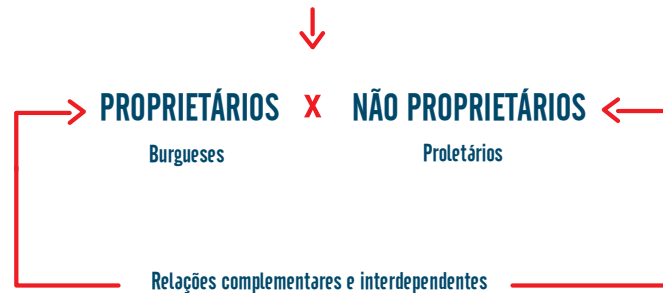 PROPRIETÁRIOS X NÃO PROPRIETÁRIOS
Burgueses Proletários
Relações complementares e interdependentes